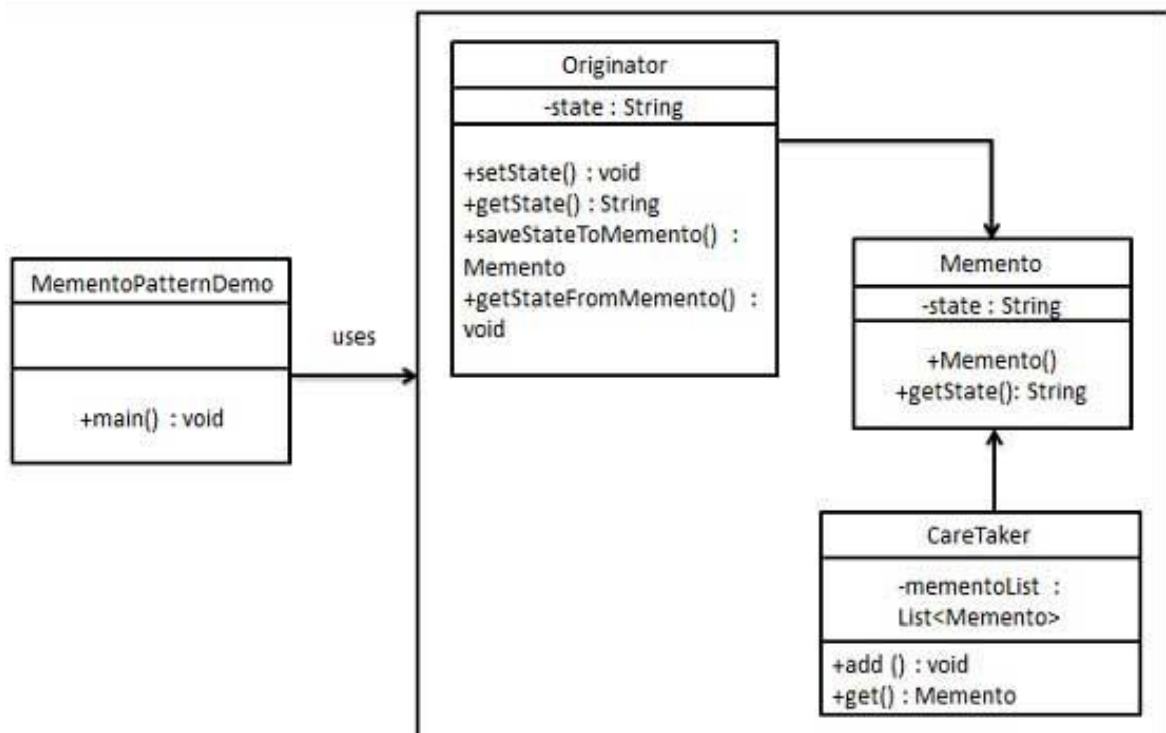 MementoPatternDemo
+main() : void
uses
Originator
-state : String
+setState() : void
+getState() : String
+saveStateToMemento() :
Memento
+getStateFromMemento() :
void
Memento
-state : String
+Memento()
+getState(): String
CareTaker
-mementoList :
List<Memento>
+add () : void
+get() : Memento